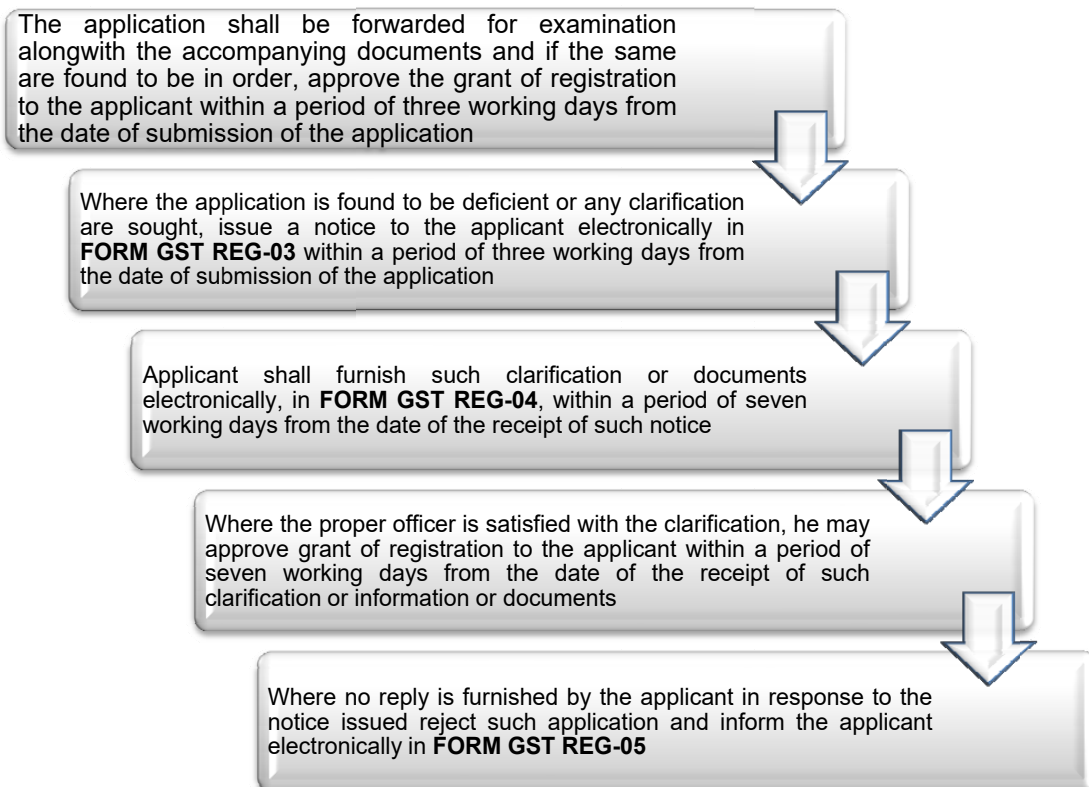 The application shall be forwarded for examination
alongwith the accompanying documents and if the same
are found to be in order, approve the grant of registration
to the applicant within a period of three working days from
the date of submission of the application
Where the application is found to be deficient or any clarification
are sought, issue a notice to the applicant electronically in
FORM GST REG-03 within a period of three working days from
the date of submission of the application
Applicant shall furnish such clarification or documents
electronically, in FORM GST REG-04, within a period of seven
working days from the date of the receipt of such notice
Where the proper officer is satisfied with the clarification, he may
approve grant of registration to the applicant within a period of
seven working days from the date of the receipt of such
clarification or information or documents
Where no reply is furnished by the applicant in response to the
notice issued reject such application and inform the applicant
electronically in FORM GST REG-05